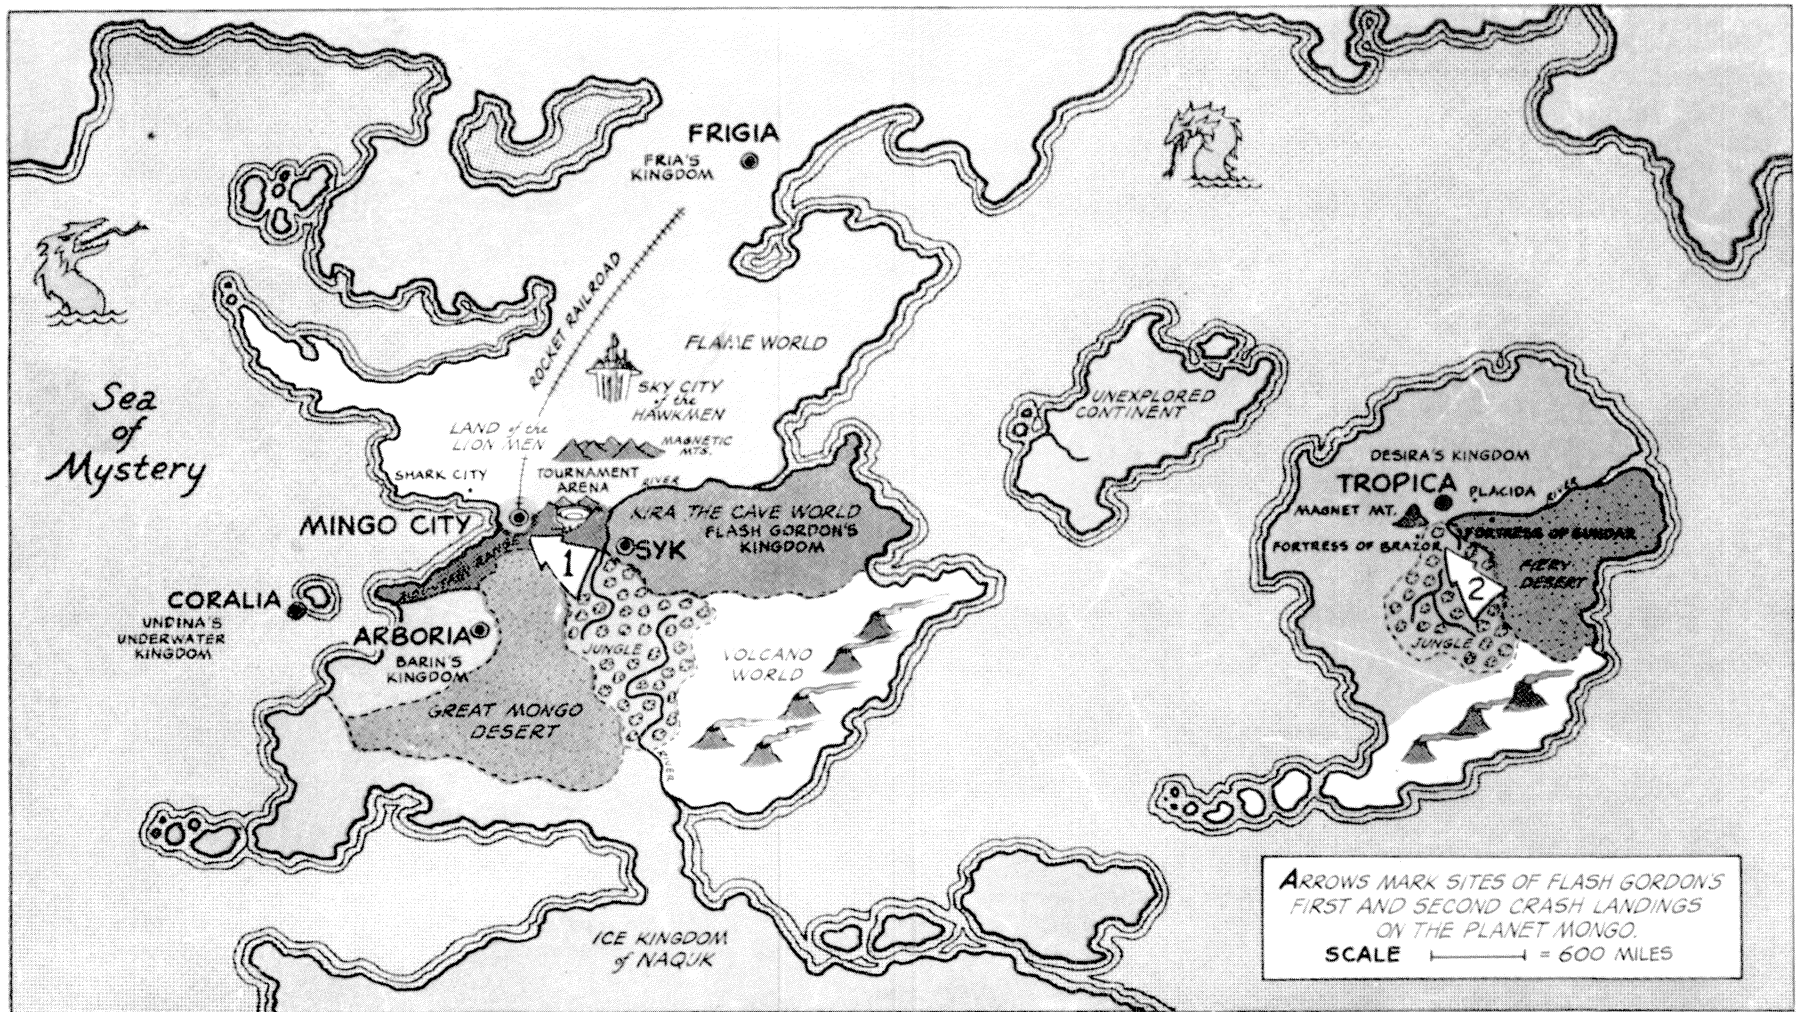 FRIGIA
FRIA'S
KINGDOM
ROCKET RAILROAD
FLAME WORLD
SKY CITY
of the
HAWKMEN
LAND of the
LION MEN
MAGNETIC
MTS.
SHARK CITY
TOURNAMENT
ARENA
RIVER
Sea
of
Mystery
MINGO CITY
KIRA THE CAVE WORLD
FLASH GORDON'S
KINGDOM
SYK
1
RANGE
CORALIA
UNDINA'S
UNDERWATER
KINGDOM
ARBORIA
BARIN'S
KINGDOM
JUNGLE
VOLCANO
WORLD
GREAT MONGO
DESERT
RIVER
ICE KINGDOM
of NAQUK
UNEXPLORED
CONTINENT
DESIRA'S KINGDOM
TROPICA
PLACIDA
RIVER
MAGNET MT.
FORTRESS OF GUNDAR
FORTRESS OF BRAZOR
FIERY
DESERT
2
JUNGLE
ARROWS MARK SITES OF FLASH GORDON'S
FIRST AND SECOND CRASH LANDINGS
ON THE PLANET MONGO.
SCALE = 600 MILES